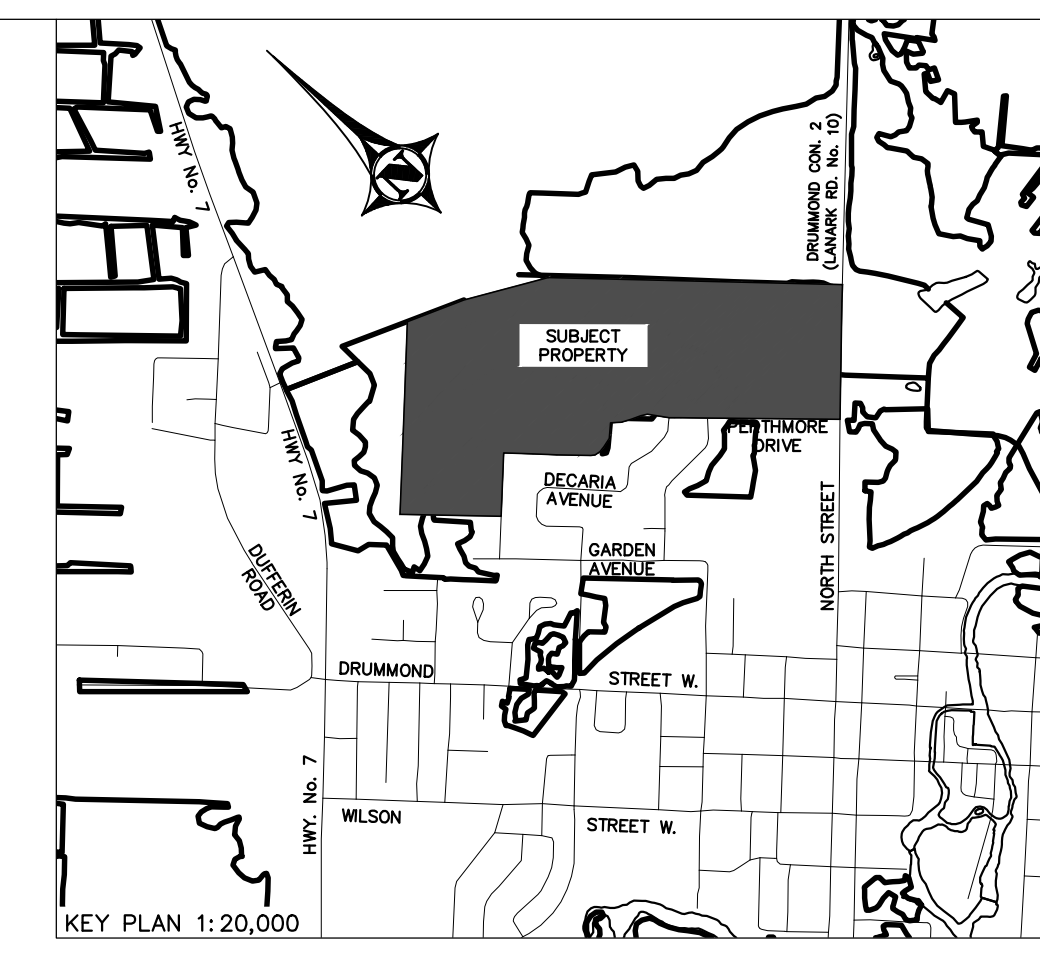 HWY No. 7
DRUMMOND CON. 2
(LANARK RD. No. 10)
N
SUBJECT
PROPERTY
PERTHMORE
DRIVE
HWY No. 7
DECARIA
AVENUE
NORTH STREET
GARDEN
AVENUE
DUFFERIN
ROAD
DRUMMOND
STREET W.
HWY. No. 7
WILSON
STREET W.
KEY PLAN 1:20,000